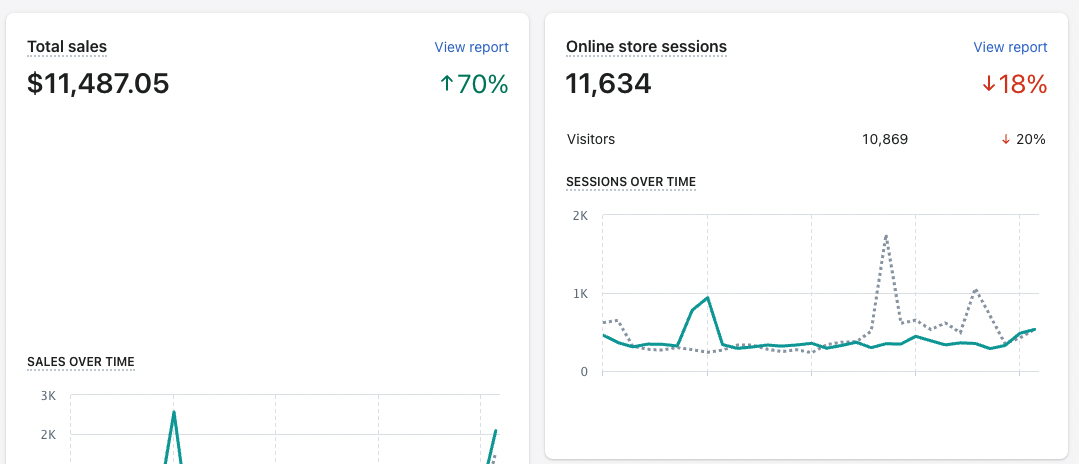 Total sales
View report
$11,487.05
↑70%
SALES OVER TIME
3K
2K
Online store sessions
View report
11,634
↓18%
Visitors 10,869 ↓ 20%
SESSIONS OVER TIME
2K
1K
0